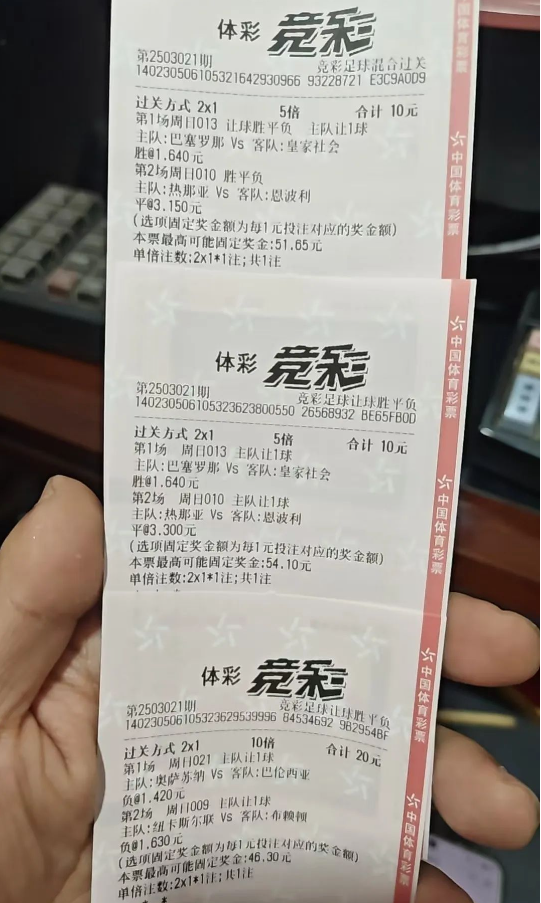 体彩 竞彩
第2503021期 竞彩足球混合过关
140230506105321642930966 93228721 E3C9A0D9
过关方式 2x1 5倍 合计 10元
第1场周日013 让球胜平负 主队让1球
主队:巴塞罗那 Vs 客队:皇家社会
胜@1.640元
第2场周日010 胜平负
主队:热那亚 Vs 客队:恩波利
平@3.150元
(选项固定奖金额为每1元投注对应的奖金额)
本票最高可能固定奖金:51.65元
单倍注数:2x1*1注;共1注
体彩 竞彩
第2503021期 竞彩足球让球胜平负
140230506105323623800550 26568932 BE65FB0D
过关方式 2x1 5倍 合计 10元
第1场 周日013 主队让1球
主队:巴塞罗那 Vs 客队:皇家社会
胜@1.640元
第2场 周日010 主队让1球
主队:热那亚 Vs 客队:恩波利
平@3.300元
(选项固定奖金额为每1元投注对应的奖金额)
本票最高可能固定奖金:54.10元
单倍注数:2x1*1注;共1注
体彩 竞彩
第2503021期 竞彩足球让球胜平负
140230506105323629539996 84534692 9B2954BF
过关方式 2x1 10倍 合计 20元
第1场 周日021 主队让1球
主队:奥萨苏纳 Vs 客队:巴伦西亚
负@1.420元
第2场 周日009 主队让1球
主队:纽卡斯尔联 Vs 客队:布赖顿
负@1.630元
(选项固定奖金额为每1元投注对应的奖金额)
本票最高可能固定奖金:46.30元
单倍注数:2x1*1注;共1注
国体育彩票
中国体育彩票
中国体育彩票
中国体育彩票
中国体育彩票
中国体育彩票